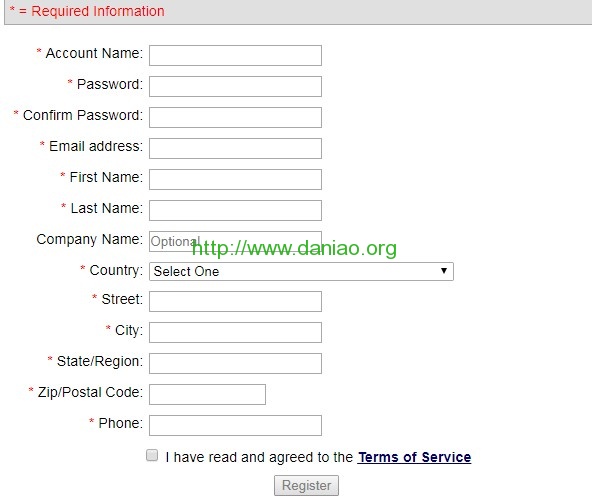 * = Required Information
* Account Name:
* Password:
* Confirm Password:
* Email address:
* First Name:
* Last Name:
Company Name: Optional
http://www.daniao.org
* Country: Select One
* Street:
* City:
* State/Region:
* Zip/Postal Code:
* Phone:
I have read and agreed to the Terms of Service
Register